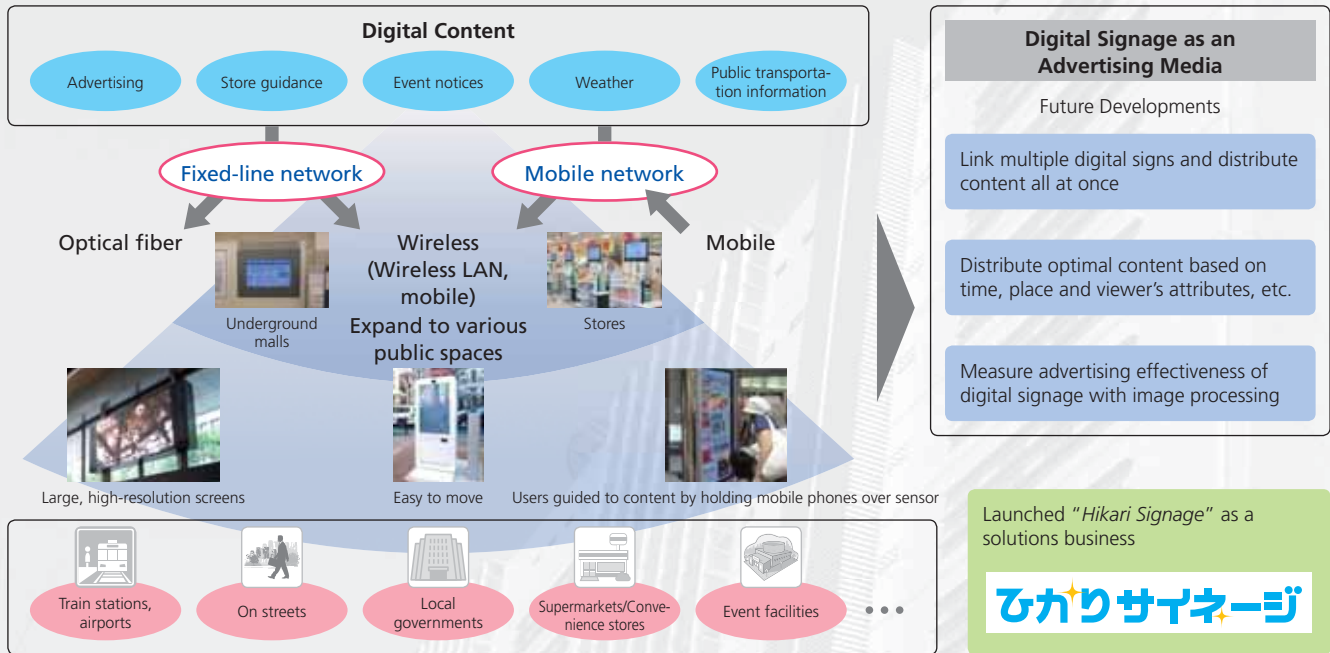 Digital Content
Advertising
Store guidance
Event notices
Weather
Public transporta-
tion information
Fixed-line network
Mobile network
Optical fiber
Wireless
(Wireless LAN,
mobile)
Expand to various
public spaces
Mobile
Underground
malls
Stores
Large, high-resolution screens
Easy to move
Users guided to content by holding mobile phones over sensor
Train stations,
airports
On streets
Local
governments
Supermarkets/Conve-
nience stores
Event facilities
•••
Digital Signage as an
Advertising Media
Future Developments
Link multiple digital signs and distribute
content all at once
Distribute optimal content based on
time, place and viewer's attributes, etc.
Measure advertising effectiveness of
digital signage with image processing
Launched "Hikari Signage" as a
solutions business
ひかりサイネージ